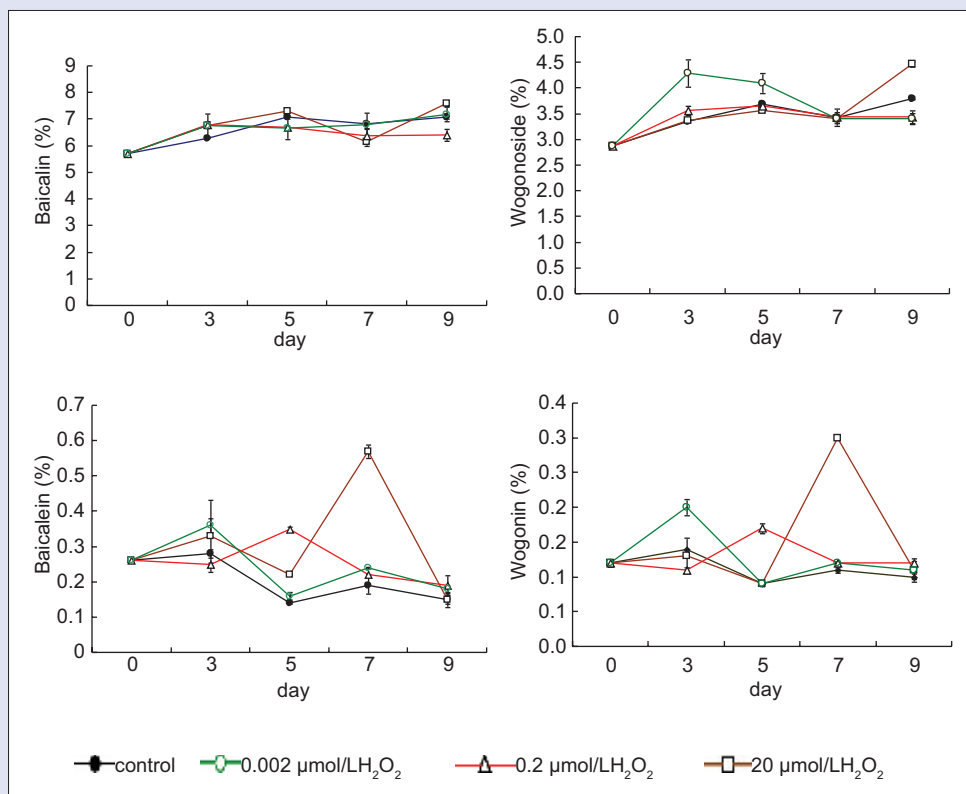 Baicalin (%)
9
8
7
6
5
4
3
2
1
0
0 3 5 7 9
day
Wogonoside (%)
5.0
4.5
4.0
3.5
3.0
2.5
2.0
1.5
1.0
0.5
0.0
0 3 5 7 9
day
Baicalein (%)
0.7
0.6
0.5
0.4
0.3
0.2
0.1
0
0 3 5 7 9
day
Wogonin (%)
0.4
0.3
0.3
0.2
0.2
0.1
0.1
0.0
0 3 5 7 9
day
control 0.002 µmol/LH₂O₂ 0.2 µmol/LH₂O₂ 20 µmol/LH₂O₂